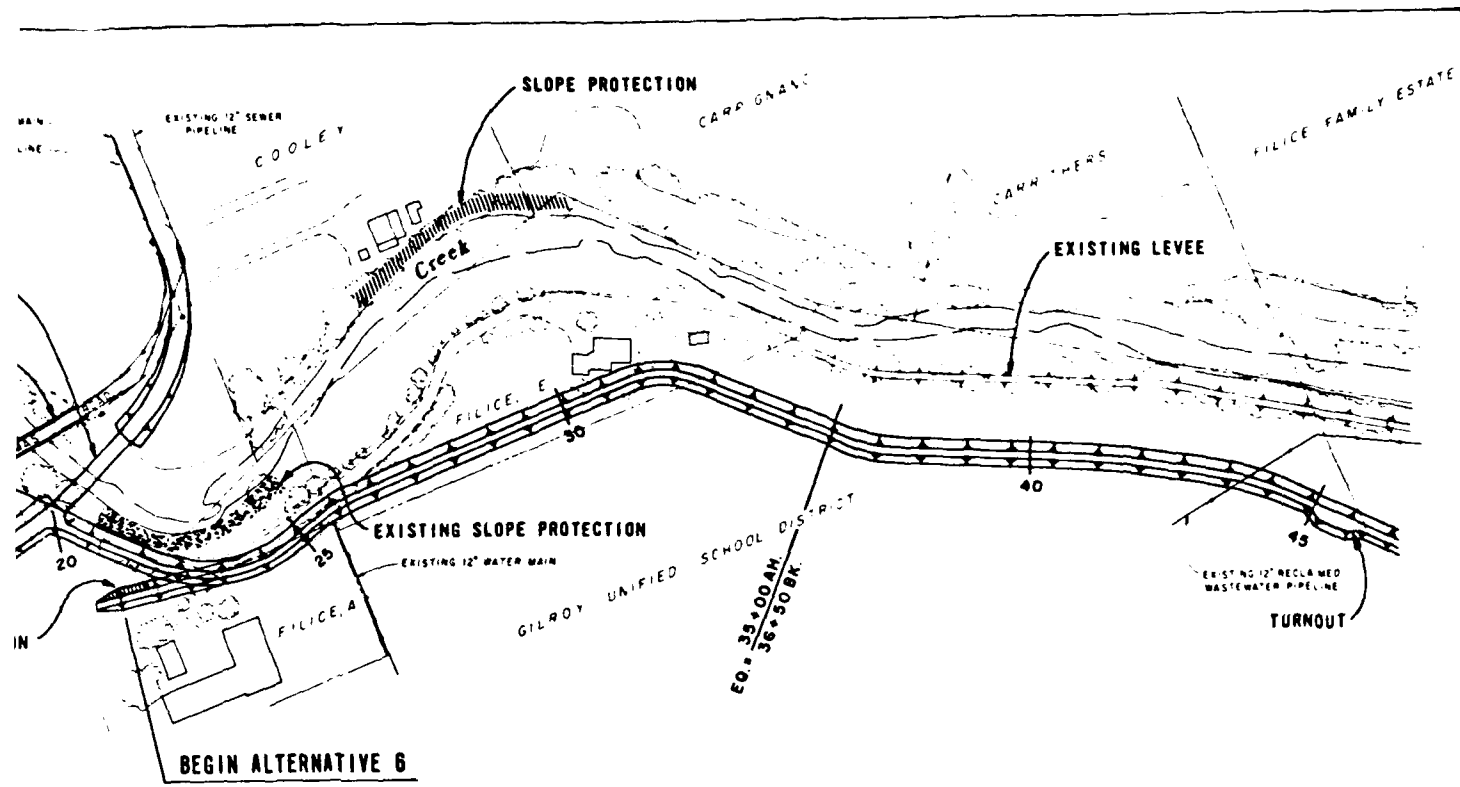 SLOPE PROTECTION
EXISTING 12" SEWER
PIPELINE
COOLEY
FILICE FAMILY ESTATE
Creek
EXISTING LEVEE
FILICE, E
30
40
45
20
25
EXISTING SLOPE PROTECTION
EXISTING 12" WATER MAIN
GILROY UNIFIED SCHOOL DISTRICT
FILICE, A
EQ. = 35+00 AH.
36+50 BK.
EXISTING 12" RECLAIMED
WASTEWATER PIPELINE
TURNOUT
BEGIN ALTERNATIVE 6